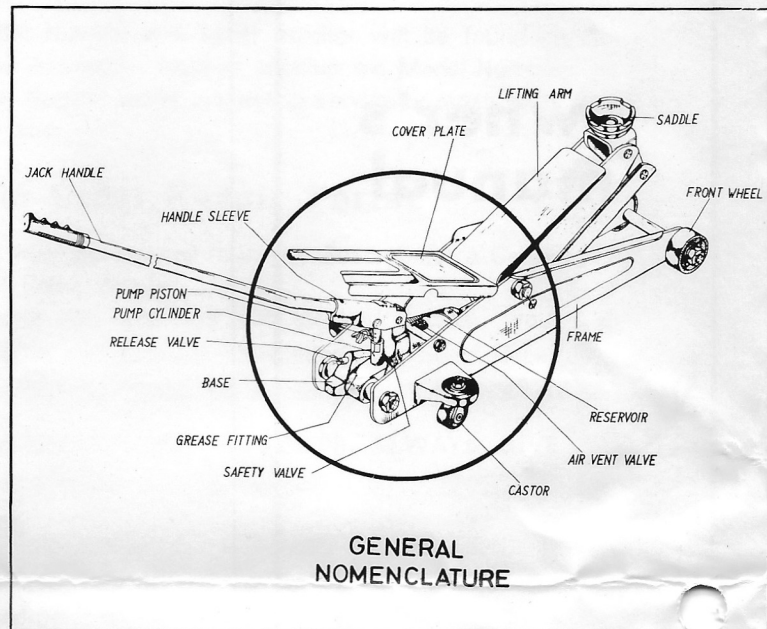 LIFTING ARM
SADDLE
COVER PLATE
JACK HANDLE
HANDLE SLEEVE
FRONT WHEEL
PUMP PISTON
PUMP CYLINDER
RELEASE VALVE
FRAME
BASE
RESERVOIR
GREASE FITTING
AIR VENT VALVE
SAFETY VALVE
CASTOR
GENERAL
NOMENCLATURE